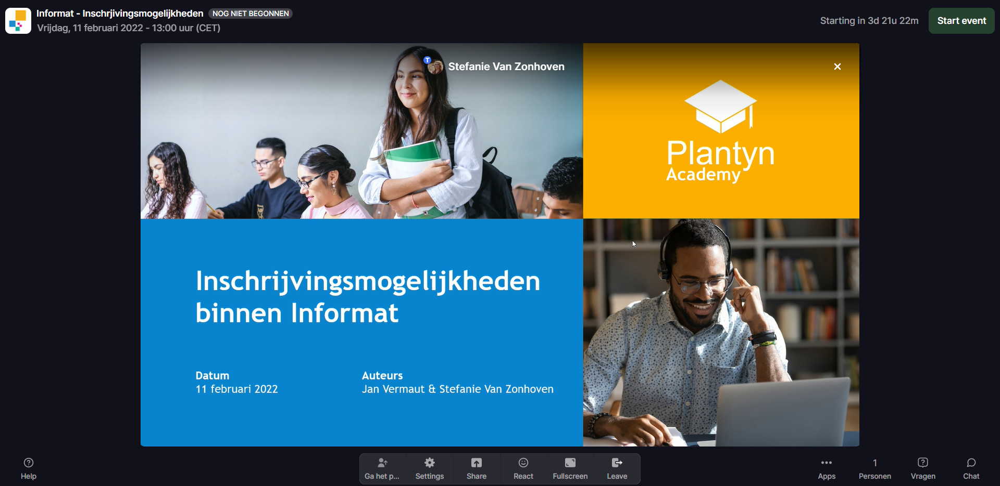 Informat - Inschrjivingsmogelijkheden NOG NIET BEGONNEN
Vrijdag, 11 februari 2022 - 13:00 uur (CET)
Starting in 3d 21u 22m
Start event
T Stefanie Van Zonhoven
Plantyn
Academy
Inschrijvingsmogelijkheden
binnen Informat
Datum
11 februari 2022
Auteurs
Jan Vermaut & Stefanie Van Zonhoven
Help
Ga het p...
Settings
Share
React
Fullscreen
Leave
Apps
1
Personen
Vragen
Chat